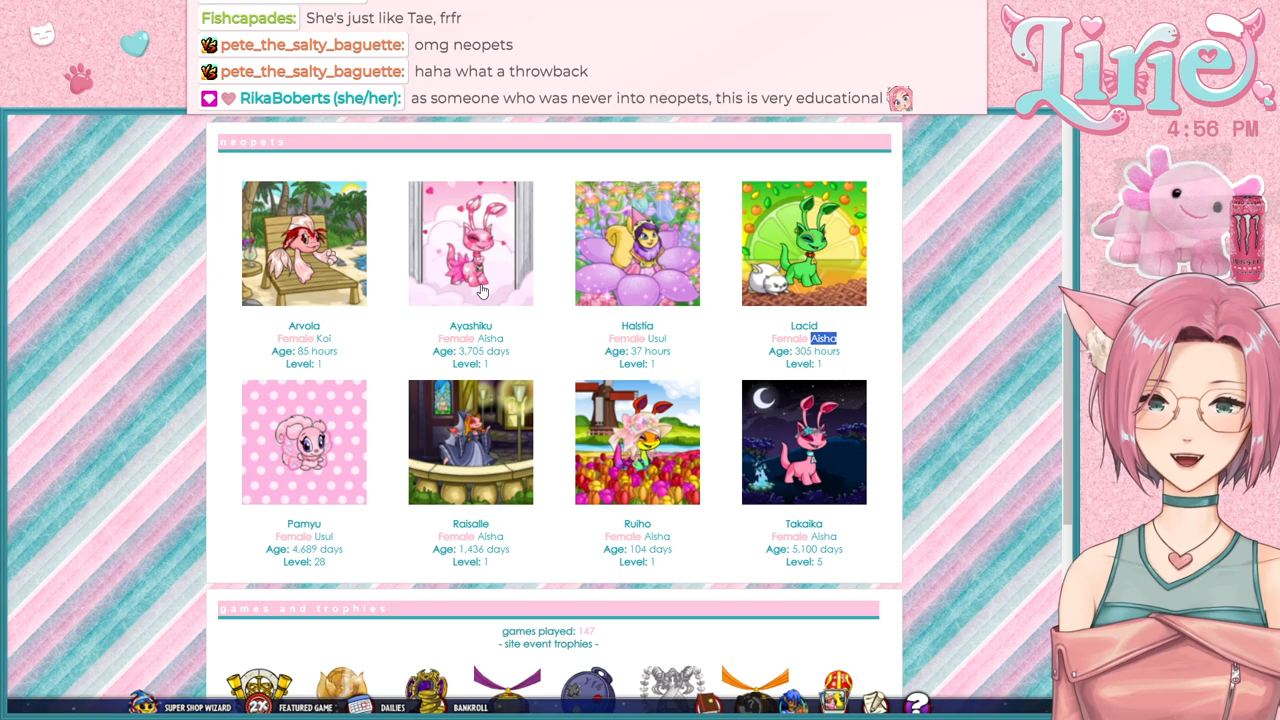 Fishcapades: She's just like Tae, frfr
pete_the_salty_baguette: omg neopets
pete_the_salty_baguette: haha what a throwback
RikaBoberts (she/her): as someone who was never into neopets, this is very educational
Lirie
4:56 PM
neopets
Arvola
Female Koi
Age: 85 hours
Level: 1
Ayashiku
Female Aisha
Age: 3,705 days
Level: 1
Halstia
Female Usul
Age: 37 hours
Level: 1
Lacid
Female Aisha
Age: 305 hours
Level: 1
Pamyu
Female Usul
Age: 4,689 days
Level: 28
Raisalle
Female Aisha
Age: 1,436 days
Level: 1
Ruiho
Female Aisha
Age: 104 days
Level: 1
Takaika
Female Aisha
Age: 5,100 days
Level: 5
games and trophies
games played: 147
- site event trophies -
SUPER SHOP WIZARD
2X
FEATURED GAME
DAILIES
BANKROLL
?